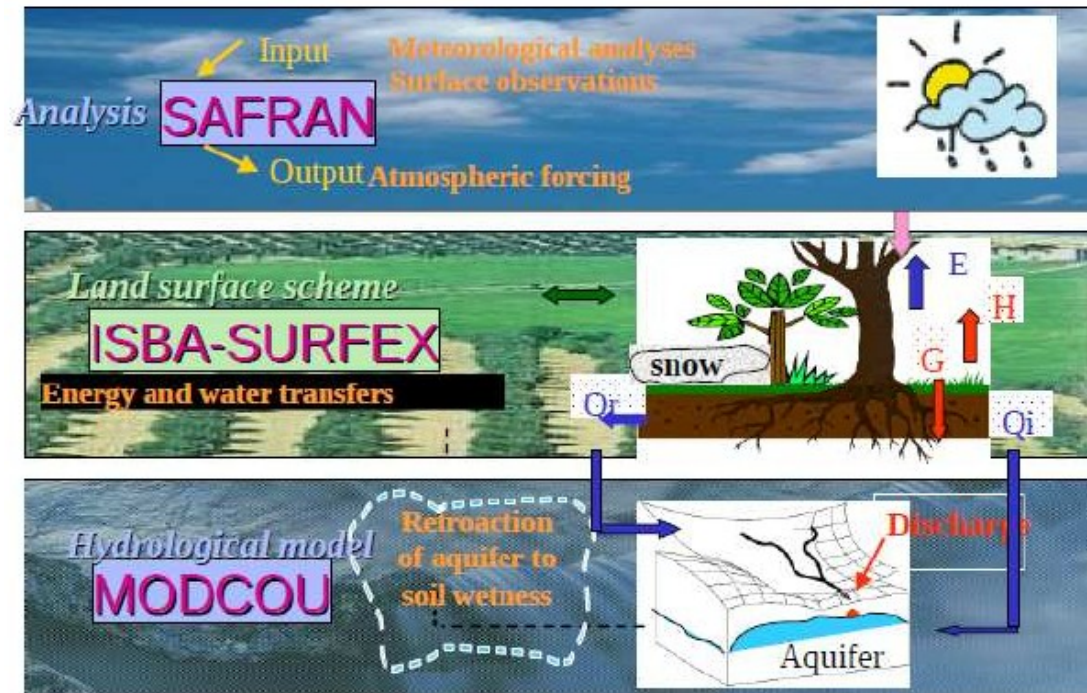 Input
Meteorological analyses
Surface observations
Analysis SAFRAN
Output Atmospheric forcing
Land surface scheme
ISBA-SURFEX
Energy and water transfers
snow
E
H
G
Qr
Qi
Hydrological model
MODCOU
Retroaction
of aquifer to
soil wetness
Discharge
Aquifer